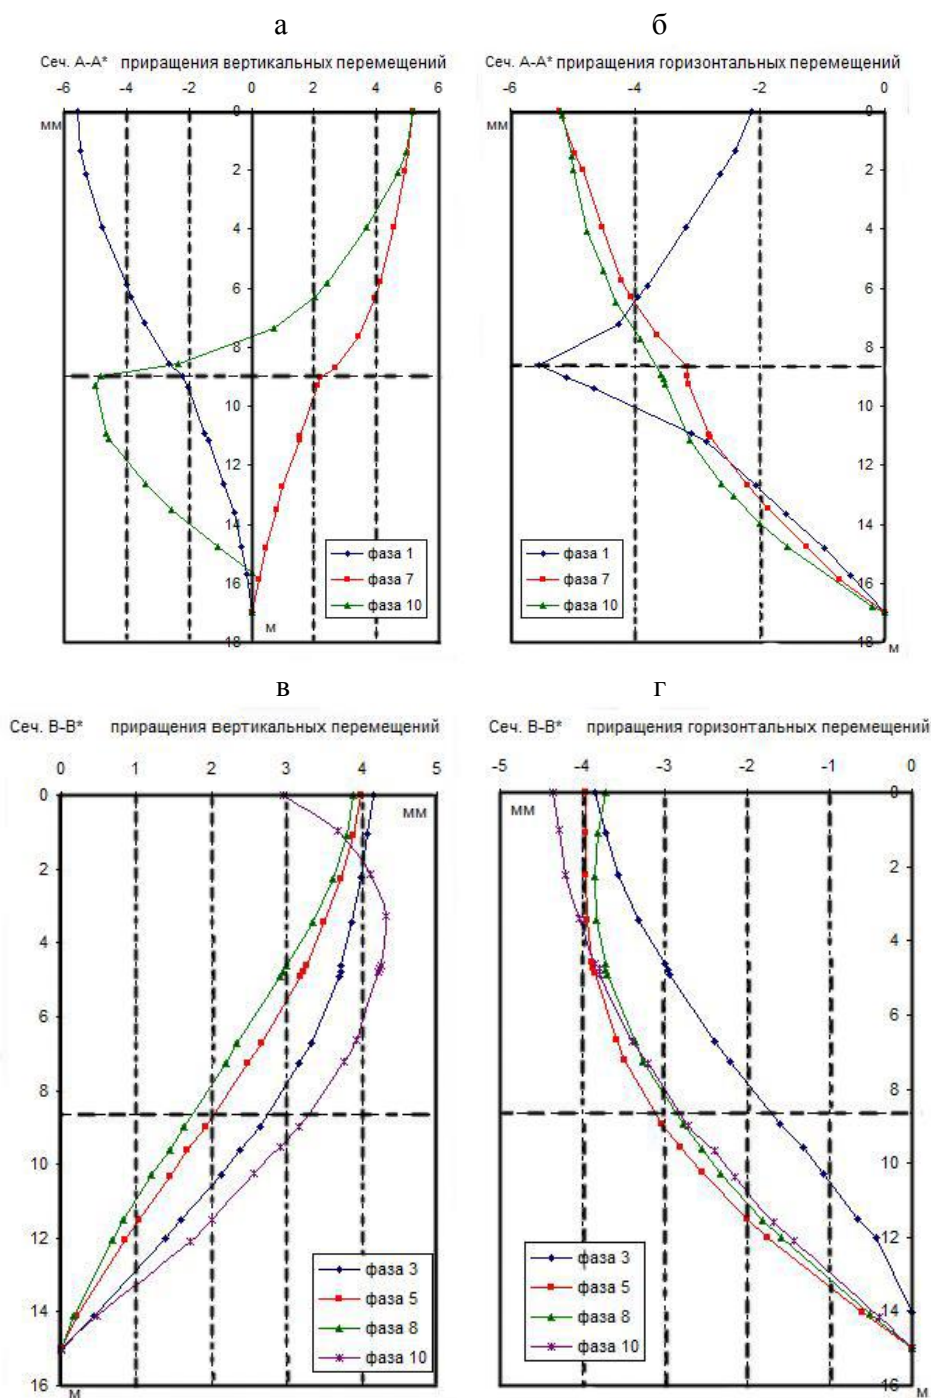 а
б
Сеч. А-А* приращения вертикальных перемещений
-6 -4 -2 0 2 4 6
мм
0
2
4
6
8
10
12
14
16
18
м
фаза 1
фаза 7
фаза 10
Сеч. А-А* приращения горизонтальных перемещений
-6 -4 -2 0
мм
0
2
4
6
8
10
12
14
16
18
м
фаза 1
фаза 7
фаза 10
в
г
Сеч. В-В* приращения вертикальных перемещений
0 1 2 3 4 5
мм
0
2
4
6
8
10
12
14
16
м
фаза 3
фаза 5
фаза 8
фаза 10
Сеч. В-В* приращения горизонтальных перемещений
-5 -4 -3 -2 -1 0
мм
0
2
4
6
8
10
12
14
16
м
фаза 3
фаза 5
фаза 8
фаза 10